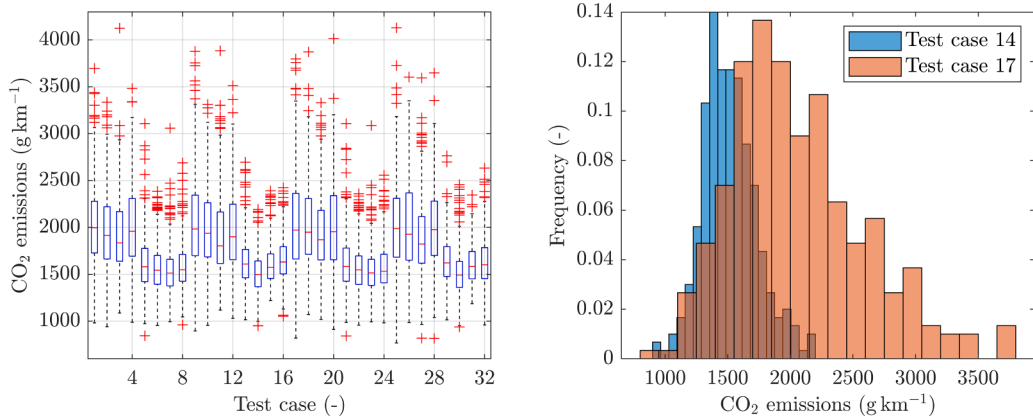 4000
3500
3000
2500
2000
1500
1000
CO₂ emissions (g km⁻¹)
4 8 12 16 20 24 28 32
Test case (-)
0.14
0.12
0.1
0.08
0.06
0.04
0.02
0
Frequency (-)
Test case 14
Test case 17
1000 1500 2000 2500 3000 3500
CO₂ emissions (g km⁻¹)